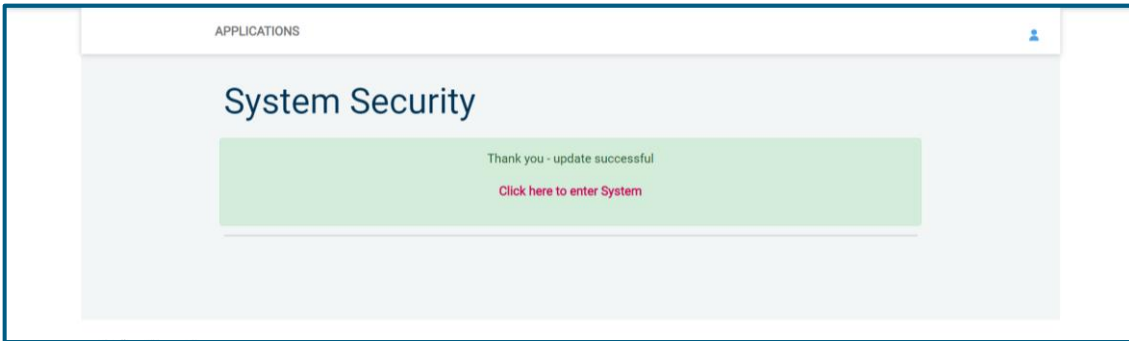 APPLICATIONS
System Security
Thank you - update successful
Click here to enter System